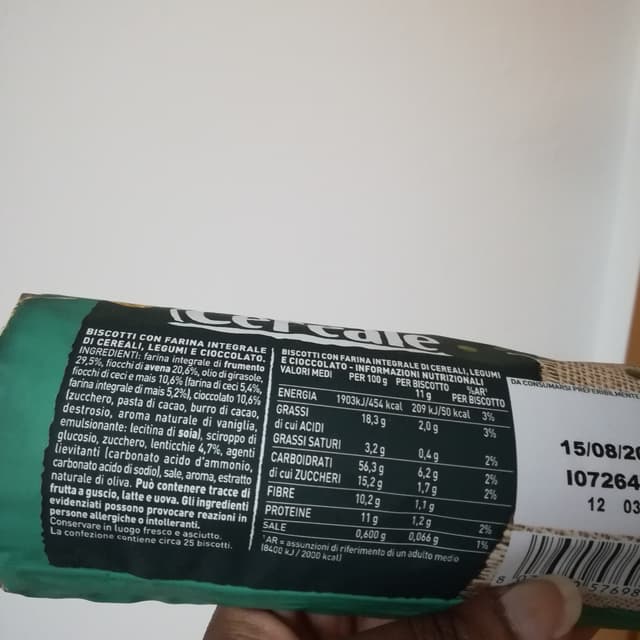 Cereale
BISCOTTI CON FARINA INTEGRALE
DI CEREALI, LEGUMI E CIOCCOLATO.
INGREDIENTI: farina integrale di frumento
29,5%, fiocchi di avena 20,6%, olio di girasole,
fiocchi di ceci e mais 10,6% (farina di ceci 5,4%,
farina integrale di mais 5,2%), cioccolato 10,6%
(zucchero, pasta di cacao, burro di cacao,
destrosio, aroma naturale di vaniglia,
emulsionante: lecitina di soia), sciroppo di
glucosio, zucchero, lenticchie 4,7%, agenti
lievitanti (carbonato acido d'ammonio,
carbonato acido di sodio), sale, aroma, estratto
naturale di olivo. Può contenere tracce di
frutta a guscio, latte e uova. Gli ingredienti
evidenziati possono provocare reazioni in
persone allergiche o intolleranti.
Conservare in luogo fresco e asciutto.
La confezione contiene circa 25 biscotti.
BISCOTTI CON FARINA INTEGRALE DI CEREALI, LEGUMI
E CIOCCOLATO - INFORMAZIONI NUTRIZIONALI
VALORI MEDI PER 100 g PER BISCOTTO %AR*
11 g PER BISCOTTO
ENERGIA 1903kJ/454 kcal 209 kJ/50 kcal 3%
GRASSI 18,3 g 2,0 g 3%
di cui ACIDI
GRASSI SATURI 3,2 g 0,4 g 2%
CARBOIDRATI 56,3 g 6,2 g 2%
di cui ZUCCHERI 15,2 g 1,7 g 2%
FIBRE 10,2 g 1,1 g
PROTEINE 11 g 1,2 g 2%
SALE 0,600 g 0,066 g 1%
*AR = assunzioni di riferimento di un adulto medio
(8400 kJ / 2000 kcal)
DA CONSUMARSI PREFERIBILMENTE
15/08/20
I07264
12 03